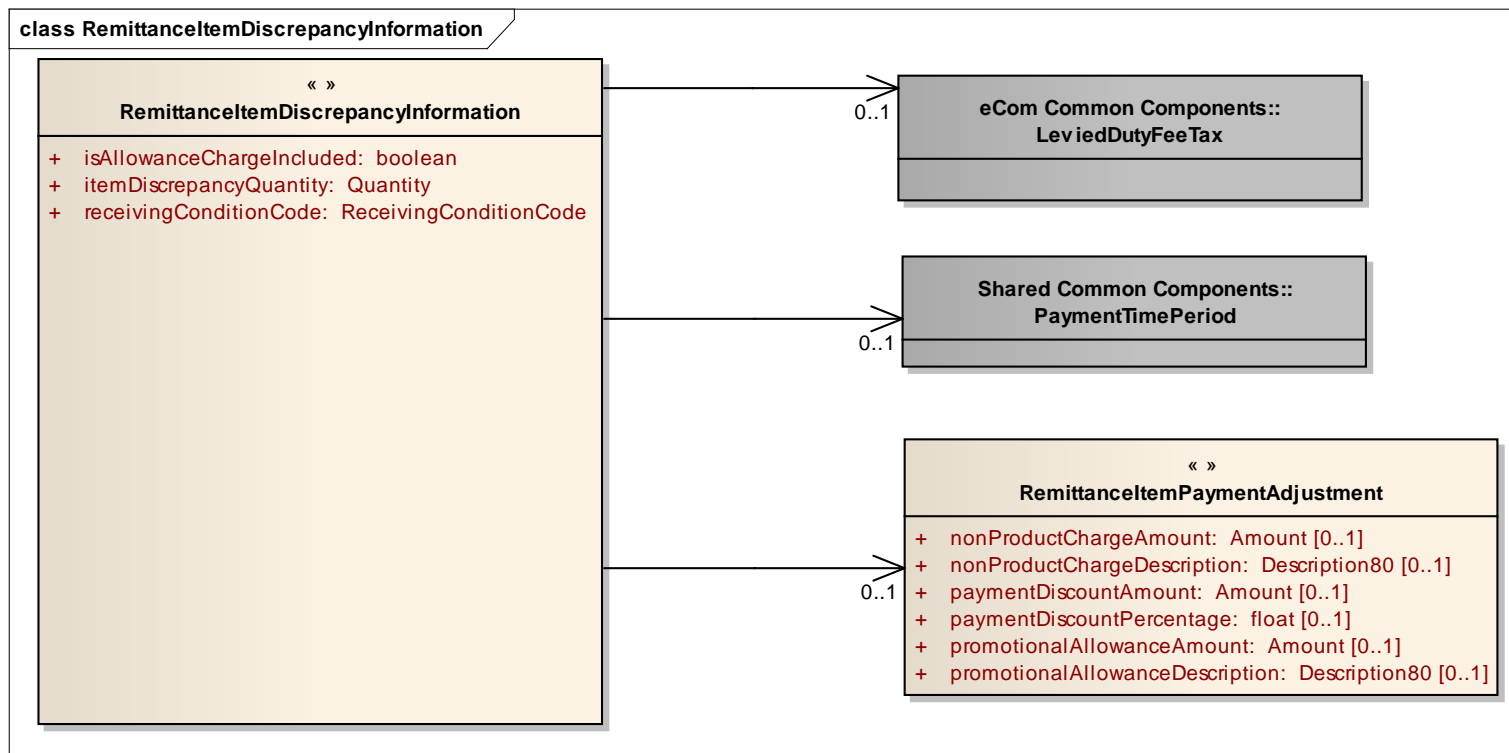 class RemittanceItemDiscrepancyInformation
« »
RemittanceItemDiscrepancyInformation
+ isAllowanceChargeIncluded: boolean
+ itemDiscrepancyQuantity: Quantity
+ receivingConditionCode: ReceivingConditionCode
0..1
eCom Common Components::
LeviedDutyFeeTax
0..1
Shared Common Components::
PaymentTimePeriod
0..1
« »
RemittanceItemPaymentAdjustment
+ nonProductChargeAmount: Amount [0..1]
+ nonProductChargeDescription: Description80 [0..1]
+ paymentDiscountAmount: Amount [0..1]
+ paymentDiscountPercentage: float [0..1]
+ promotionalAllowanceAmount: Amount [0..1]
+ promotionalAllowanceDescription: Description80 [0..1]